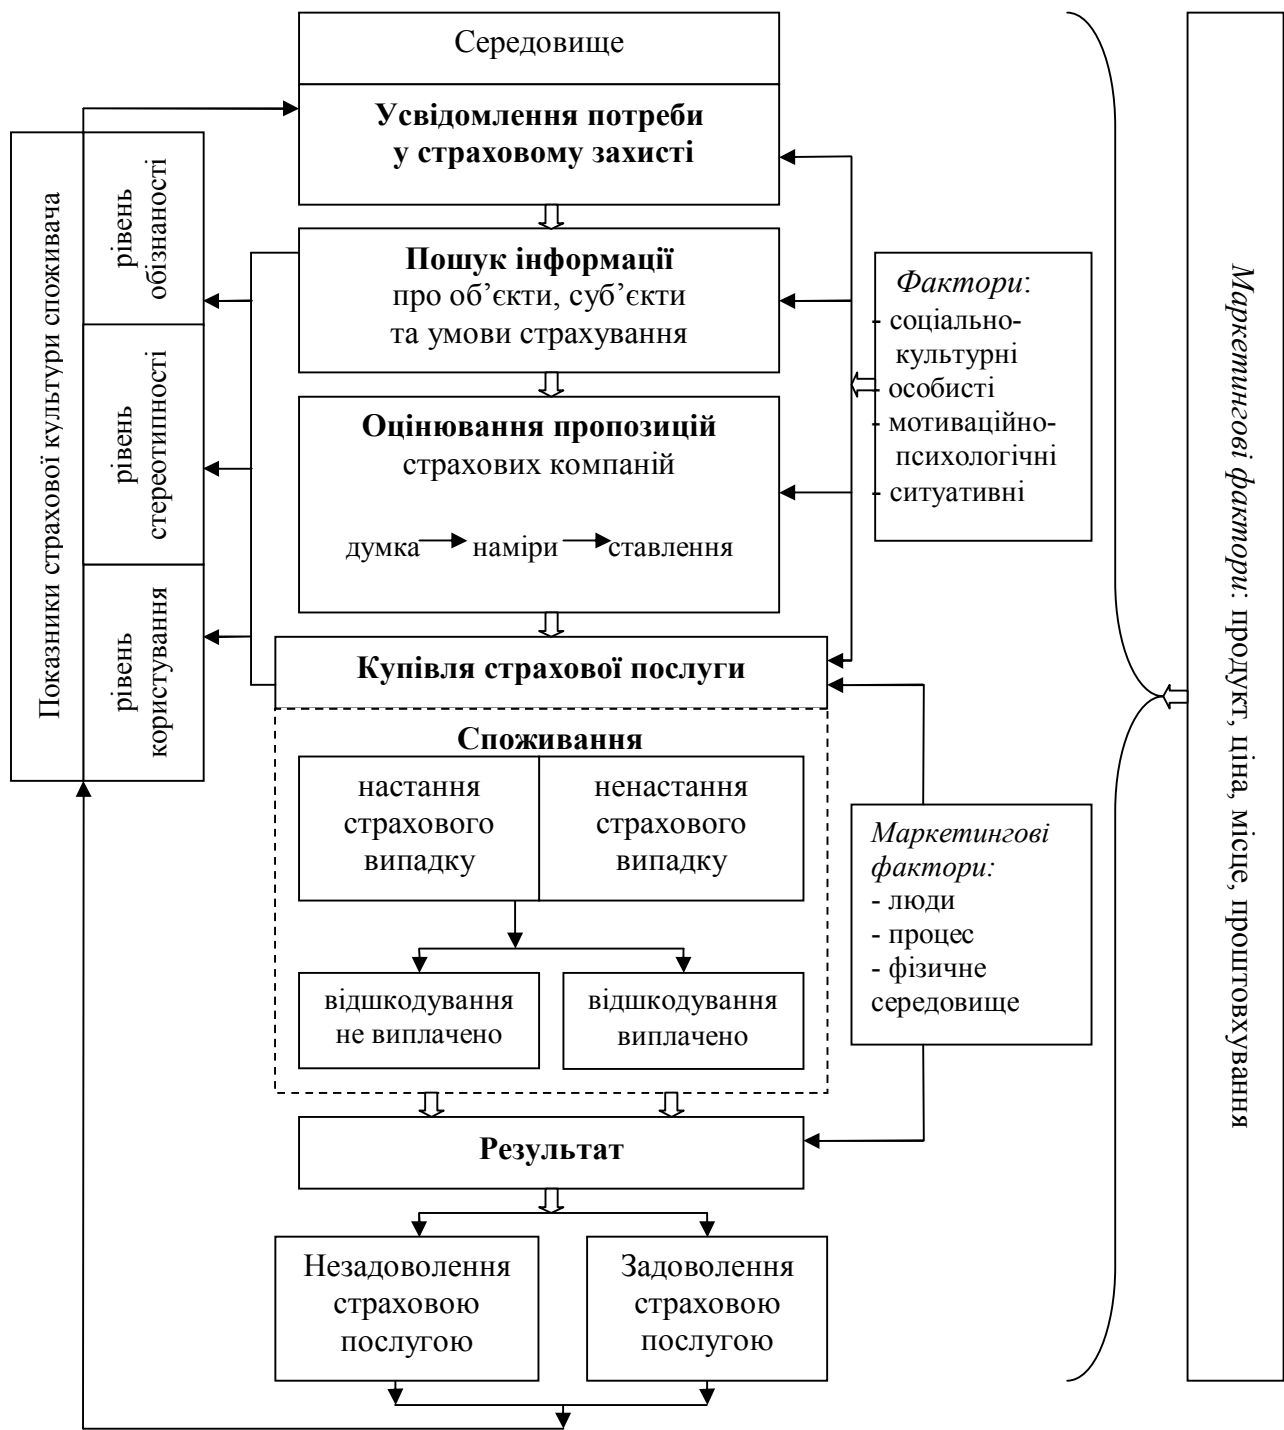 Середовище
Усвідомлення потреби
у страховому захисті
Показники страхової культури споживача
рівень
обізнаності
рівень
стереотипності
рівень
користування
Пошук інформації
про об’єкти, суб’єкти
та умови страхування
Оцінювання пропозицій
страхових компаній
думка наміри ставлення
Фактори:
- соціально-
культурні
- особисті
- мотиваційно-
психологічні
- ситуативні
Маркетингові фактори: продукт, ціна, місце, проштовхування
Купівля страхової послуги
Споживання
настання
страхового
випадку
ненастання
страхового
випадку
відшкодування
не виплачено
відшкодування
виплачено
Маркетингові
фактори:
- люди
- процес
- фізичне
середовище
Результат
Незадоволення
страховою
послугою
Задоволення
страховою
послугою